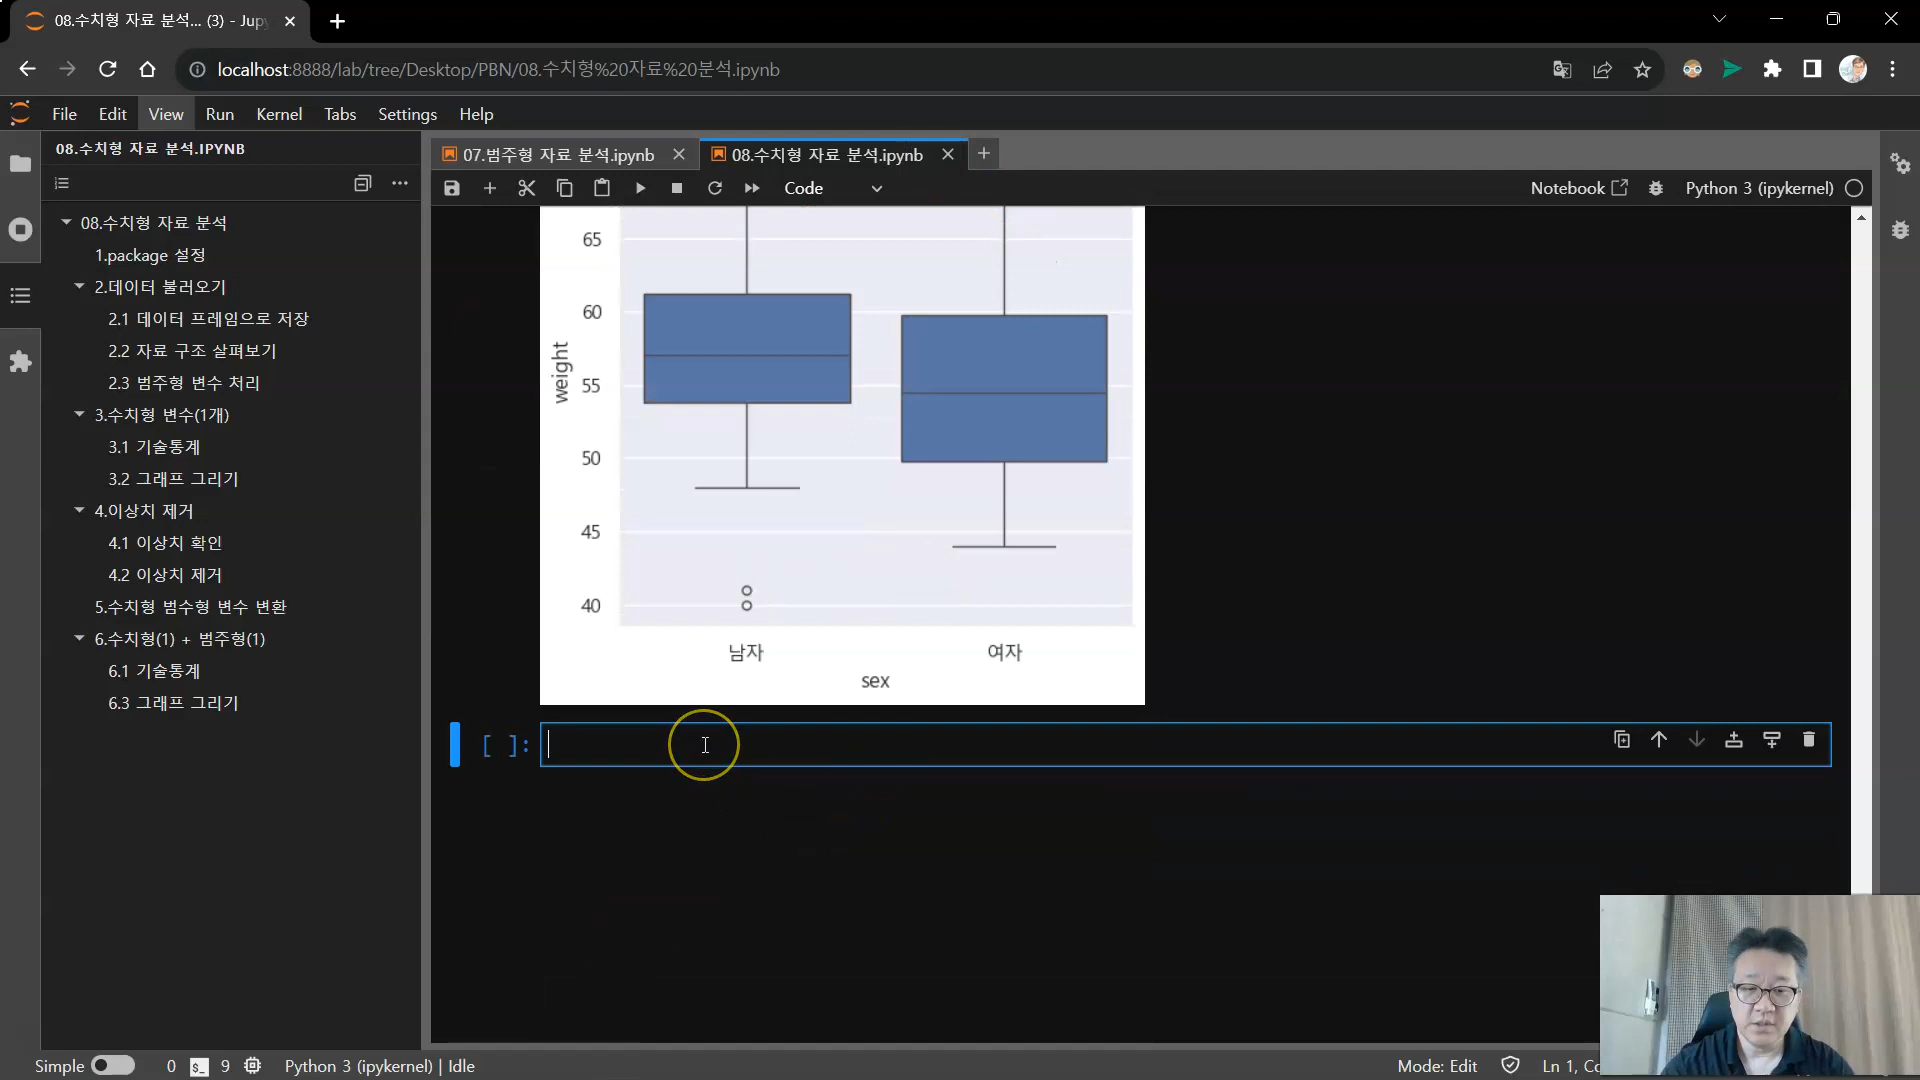 08.수치형 자료 분석... (3) - Jupy
localhost:8888/lab/tree/Desktop/PBN/08.수치형%20자료%20분석.ipynb
File Edit View Run Kernel Tabs Settings Help
08.수치형 자료 분석.IPYNB
08.수치형 자료 분석
1.package 설정
2.데이터 불러오기
2.1 데이터 프레임으로 저장
2.2 자료 구조 살펴보기
2.3 범주형 변수 처리
3.수치형 변수(1개)
3.1 기술통계
3.2 그래프 그리기
4.이상치 제거
4.1 이상치 확인
4.2 이상치 제거
5.수치형 범수형 변수 변환
6.수치형(1) + 범주형(1)
6.1 기술통계
6.3 그래프 그리기
07.범주형 자료 분석.ipynb
08.수치형 자료 분석.ipynb
Code
Notebook
Python 3 (ipykernel)
65
60
55
50
45
40
weight
남자 여자
sex
[ ]:
Simple 0 9 Python 3 (ipykernel) | Idle
Mode: Edit Ln 1,